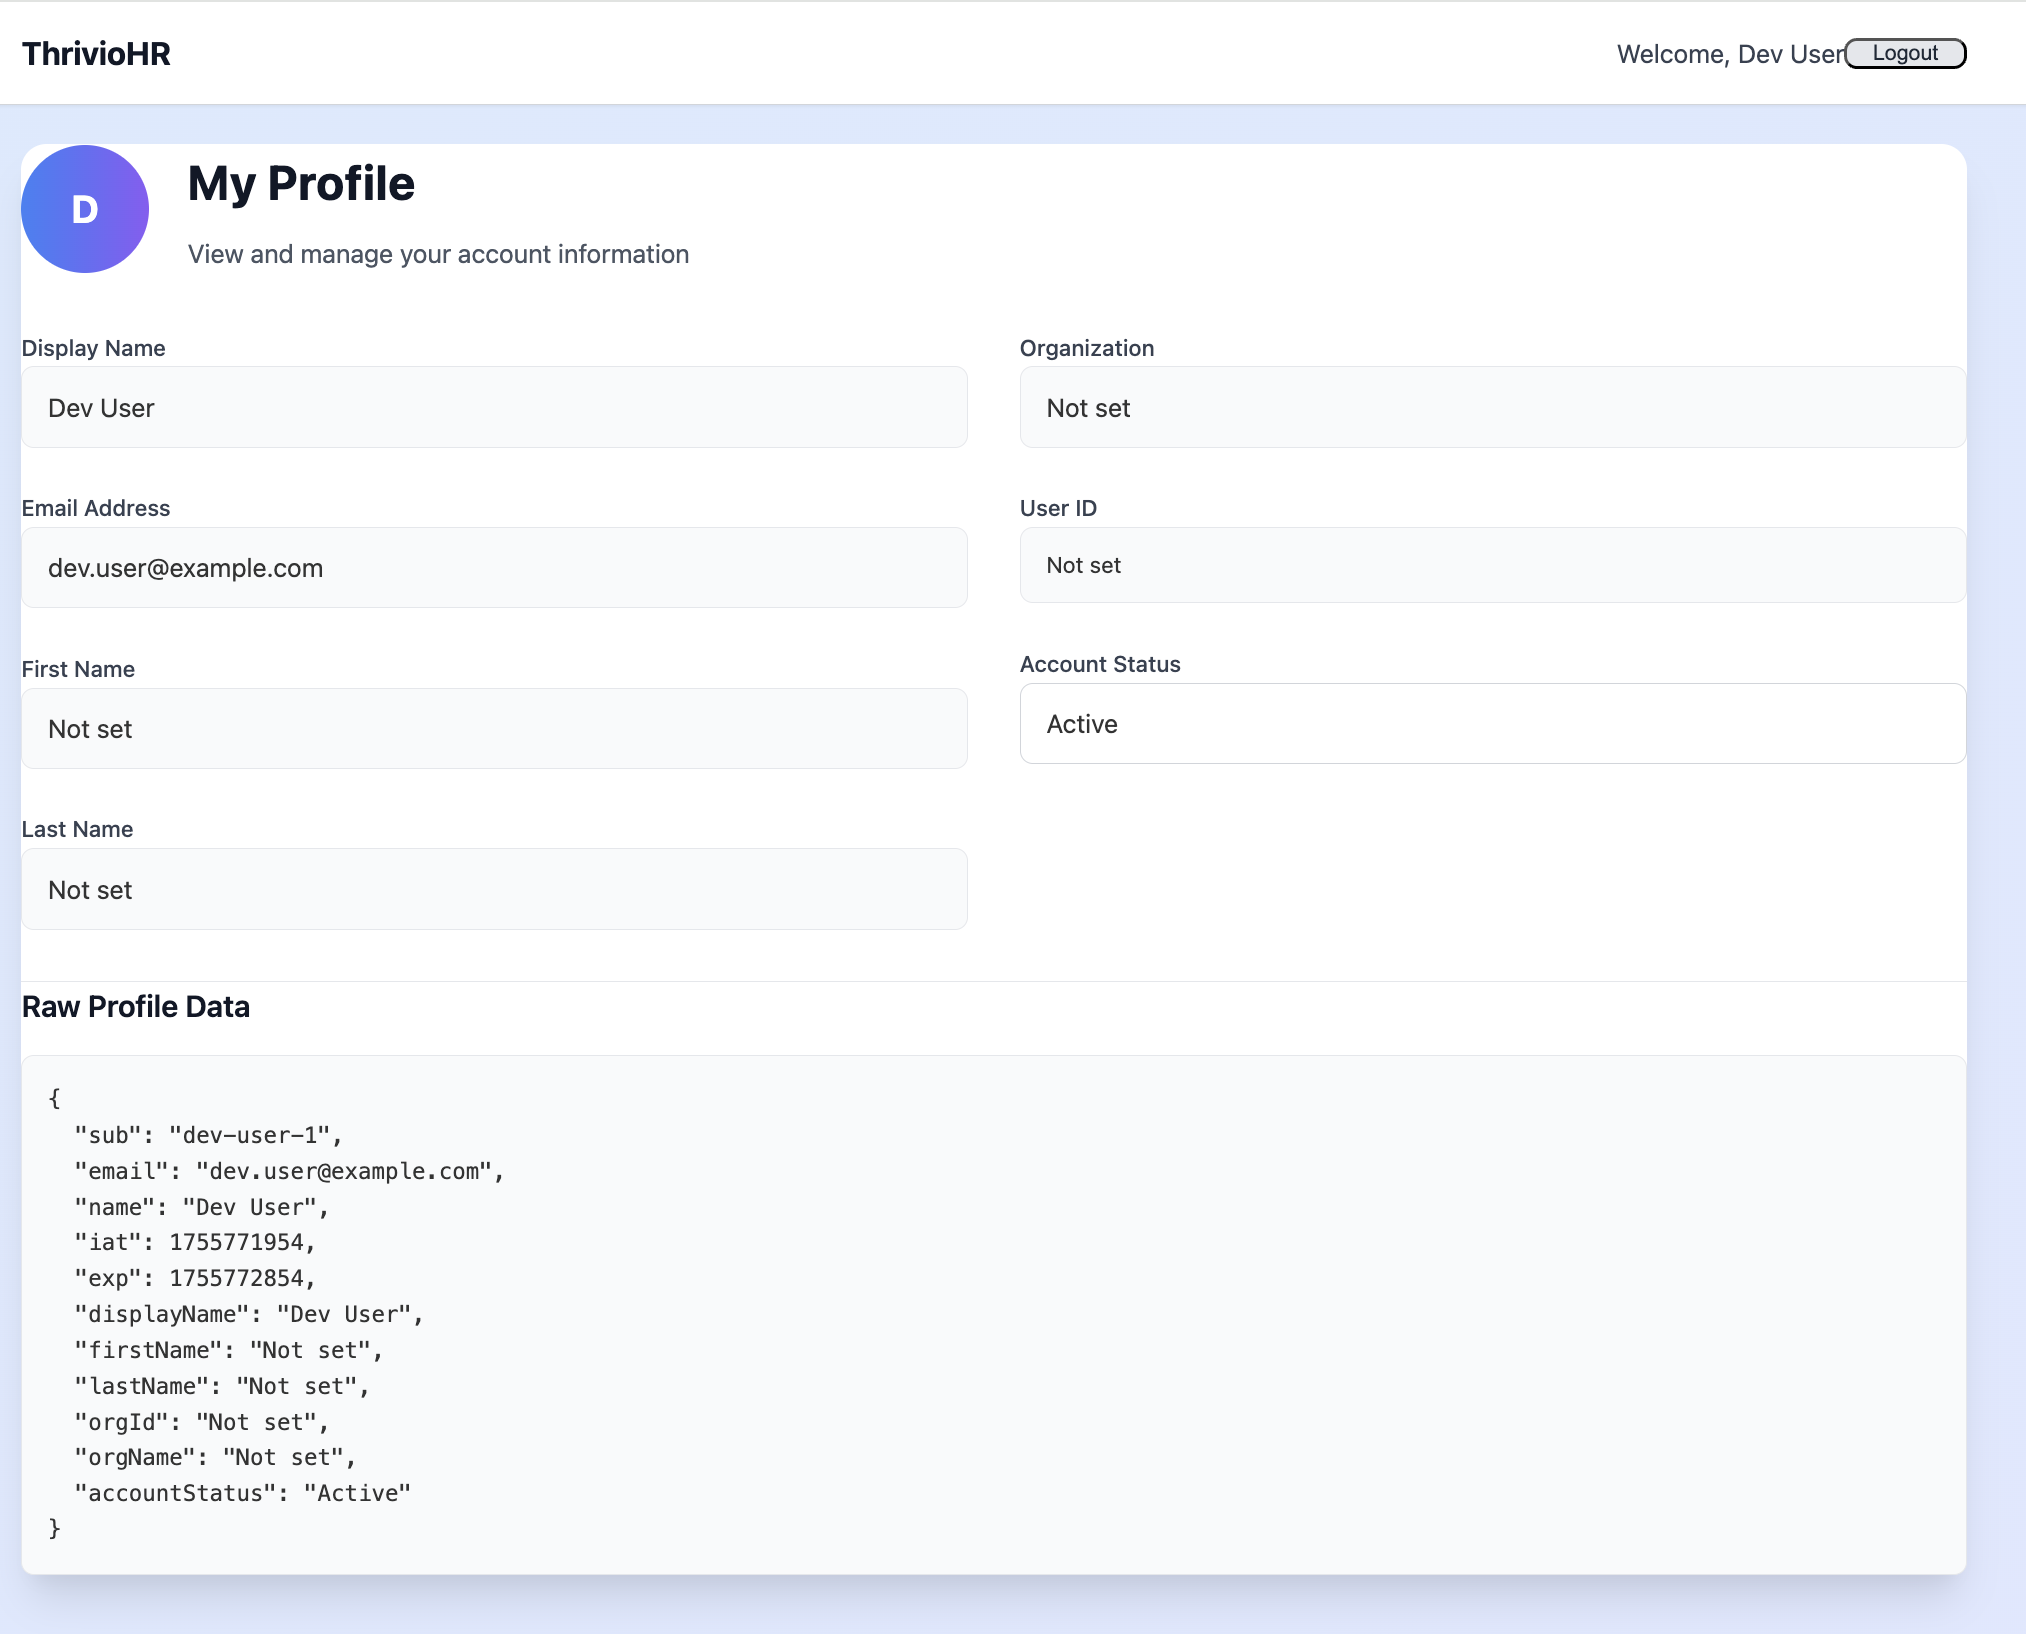 ThrivioHR
Welcome, Dev User Logout
D
My Profile
View and manage your account information
Display Name
Dev User
Organization
Not set
Email Address
dev.user@example.com
User ID
Not set
First Name
Not set
Account Status
Active
Last Name
Not set
Raw Profile Data
{
  "sub": "dev-user-1",
  "email": "dev.user@example.com",
  "name": "Dev User",
  "iat": 1755771954,
  "exp": 1755772854,
  "displayName": "Dev User",
  "firstName": "Not set",
  "lastName": "Not set",
  "orgId": "Not set",
  "orgName": "Not set",
  "accountStatus": "Active"
}